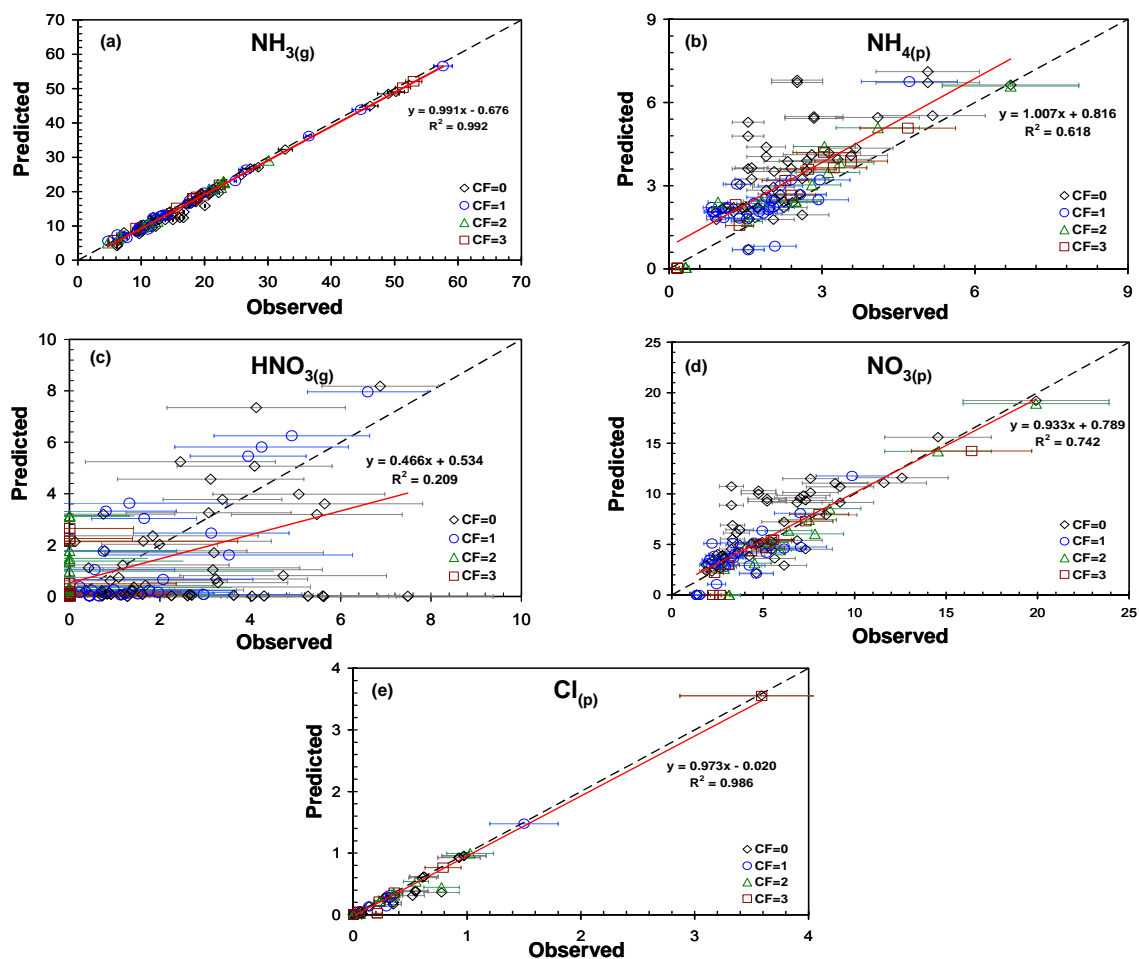 (a)
NH3(g)
Predicted
70
60
50
40
30
20
10
0
y = 0.991x - 0.676
R² = 0.992
CF=0
CF=1
CF=2
CF=3
0 10 20 30 40 50 60 70
Observed
(b)
NH4(p)
Predicted
9
6
3
0
y = 1.007x + 0.816
R² = 0.618
CF=0
CF=1
CF=2
CF=3
0 3 6 9
Observed
(c)
HNO3(g)
Predicted
10
8
6
4
2
0
y = 0.466x + 0.534
R² = 0.209
CF=0
CF=1
CF=2
CF=3
0 2 4 6 8 10
Observed
(d)
NO3(p)
Predicted
25
20
15
10
5
0
y = 0.933x + 0.789
R² = 0.742
CF=0
CF=1
CF=2
CF=3
0 5 10 15 20 25
Observed
(e)
Cl(p)
Predicted
4
3
2
1
0
y = 0.973x - 0.020
R² = 0.986
CF=0
CF=1
CF=2
CF=3
0 1 2 3 4
Observed